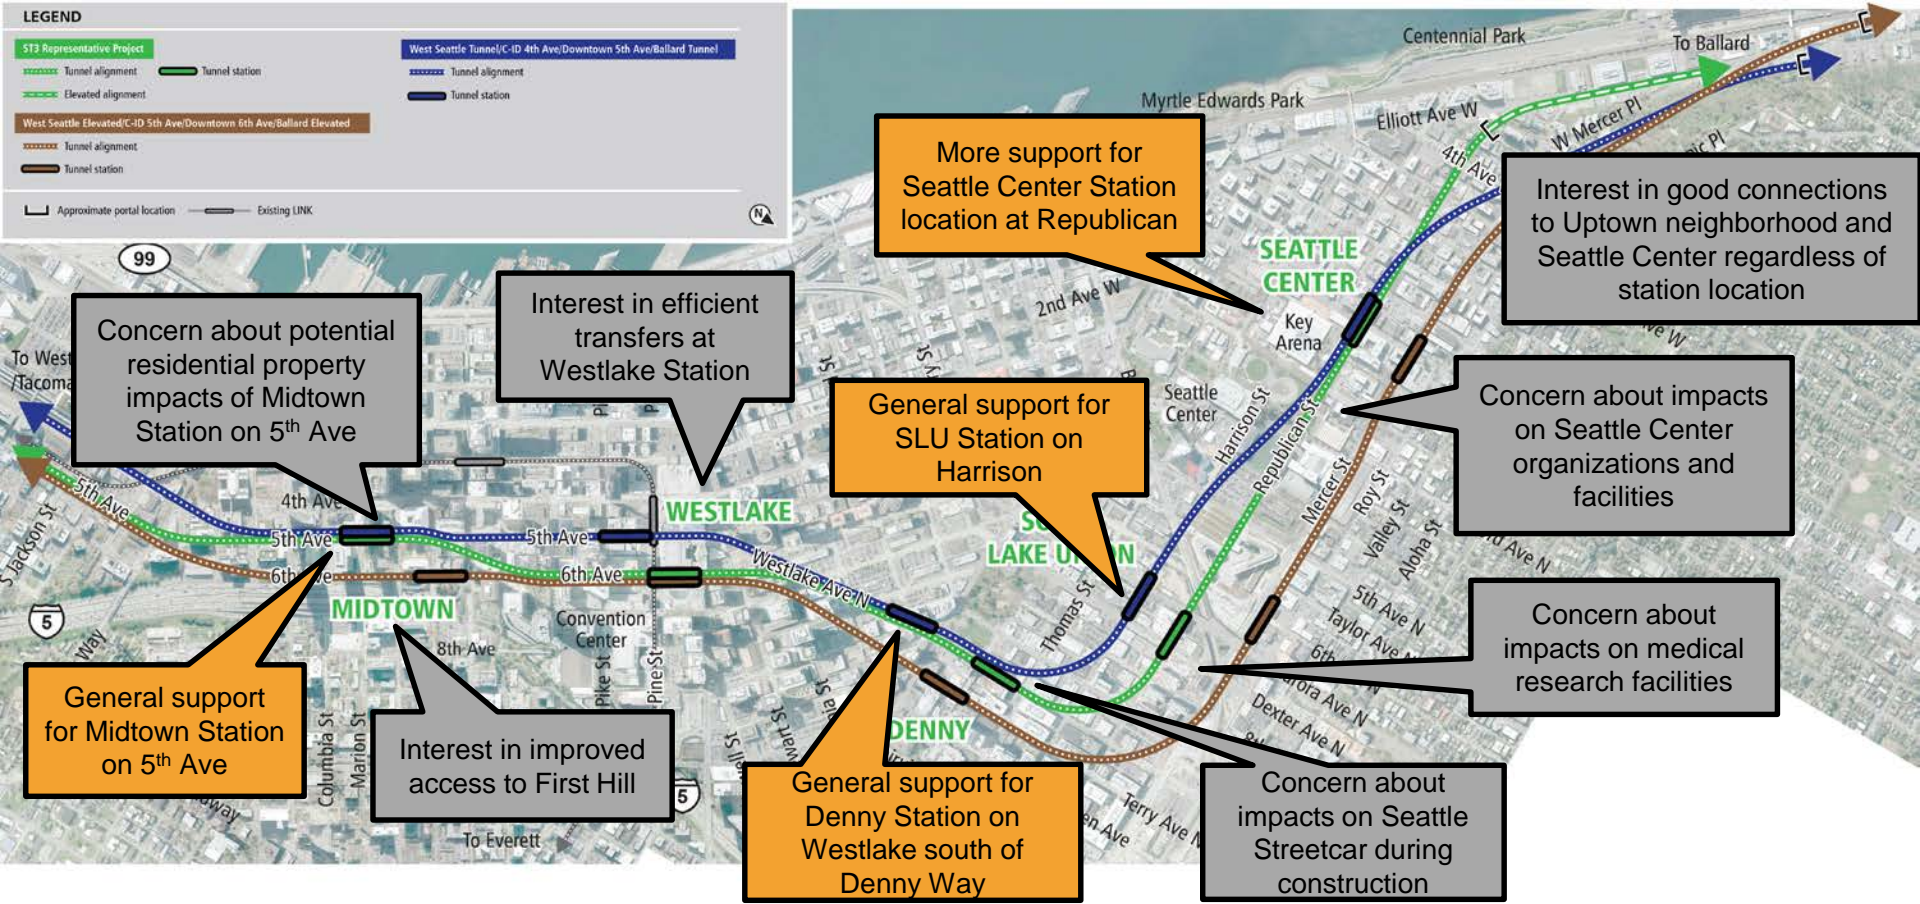 LEGEND
ST3 Representative Project
Tunnel alignment
Tunnel station
Elevated alignment
West Seattle Elevated/C-ID 5th Ave/Downtown 6th Ave/Ballard Elevated
Tunnel alignment
Tunnel station
West Seattle Tunnel/C-ID 4th Ave/Downtown 5th Ave/Ballard Tunnel
Tunnel alignment
Tunnel station
Approximate portal location
Existing LINK
N
Centennial Park
To Ballard
Myrtle Edwards Park
Elliott Ave W
W Mercer Pl
4th Ave
More support for
Seattle Center Station
location at Republican
Interest in good connections
to Uptown neighborhood and
Seattle Center regardless of
station location
SEATTLE
CENTER
99
2nd Ave W
Key
Arena
Interest in efficient
transfers at
Westlake Station
Concern about potential
residential property
impacts of Midtown
Station on 5th Ave
To West
/Tacoma
General support for
SLU Station on
Harrison
Seattle
Center
Concern about impacts
on Seattle Center
organizations and
facilities
Harrison St
Republican St
Mercer St
Roy St
Valley St
Aloha St
5th Ave
4th Ave
WESTLAKE
5th Ave
5th Ave
6th Ave
S Jackson St
Westlake Ave N
LAKE
Thomas St
MIDTOWN
Convention
Center
8th Ave
5
Way
Pike St
Pine St
5th Ave N
Taylor Ave N
Dexter Ave N
Concern about
impacts on medical
research facilities
General support
for Midtown Station
on 5th Ave
Columbia St
Marion St
Interest in improved
access to First Hill
5
DENNY
General support for
Denny Station on
Westlake south of
Denny Way
Concern about
impacts on Seattle
Streetcar during
construction
Terry Ave N
To Everett